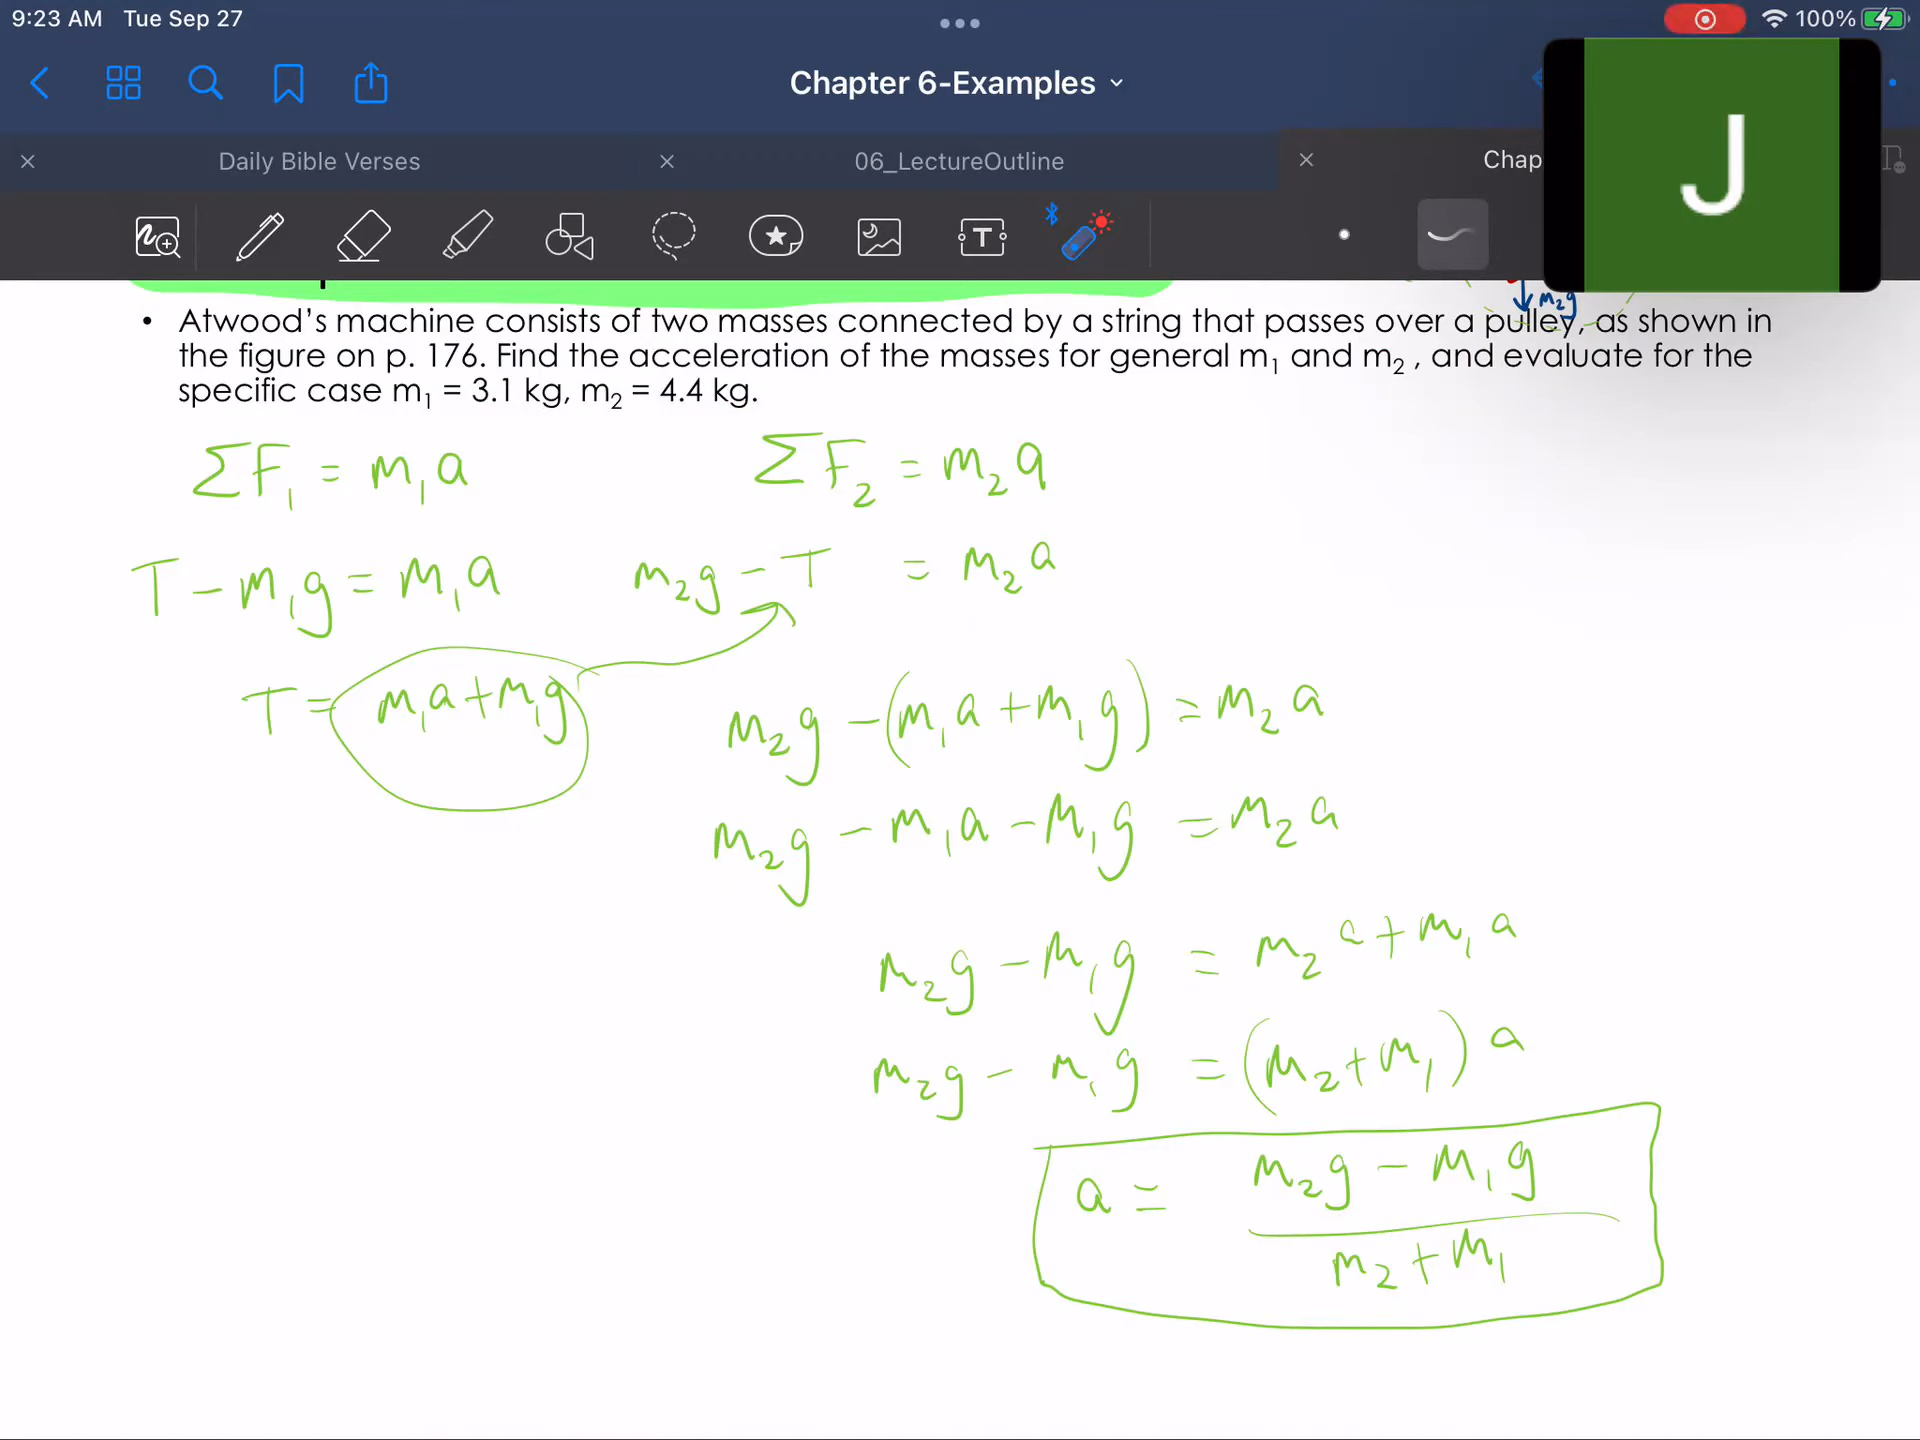 9:23 AM Tue Sep 27
100%
Chapter 6-Examples
Daily Bible Verses
06_LectureOutline
Chap
J
m₂g
• Atwood's machine consists of two masses connected by a string that passes over a pulley, as shown in
the figure on p. 176. Find the acceleration of the masses for general m₁ and m₂ , and evaluate for the
specific case m₁ = 3.1 kg, m₂ = 4.4 kg.
ΣF₁ = m₁a
ΣF₂ = m₂a
T - m₁g = m₁a
m₂g - T = m₂a
T = m₁a + m₁g
m₂g - (m₁a + m₁g) = m₂a
m₂g - m₁a - m₁g = m₂a
m₂g - m₁g = m₂a + m₁a
m₂g - m₁g = (m₂ + m₁) a
a = m₂g - m₁g
m₂ + m₁